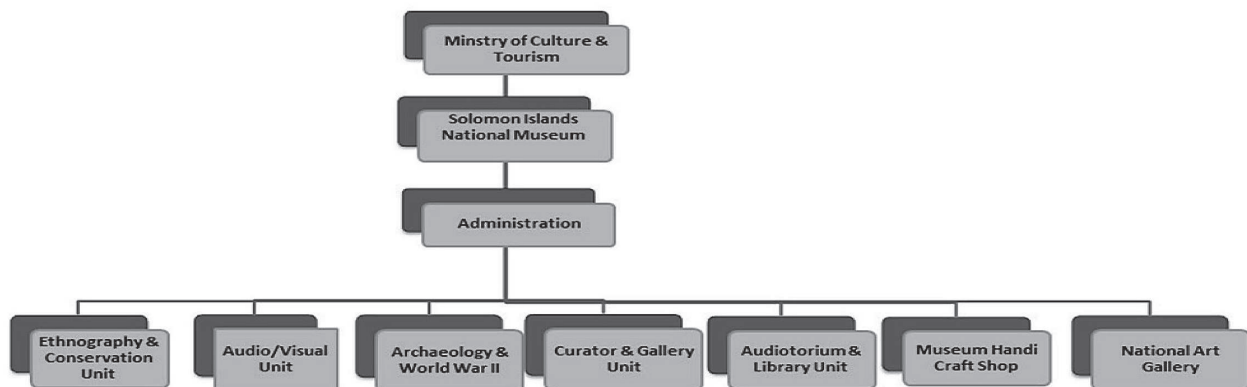 Minstry of Culture &
Tourism
Solomon Islands
National Museum
Administration
Ethnography &
Conservation
Unit
Audio/Visual
Unit
Archaeology &
World War II
Curator & Gallery
Unit
Audiotorium &
Library Unit
Museum Handi
Craft Shop
National Art
Gallery